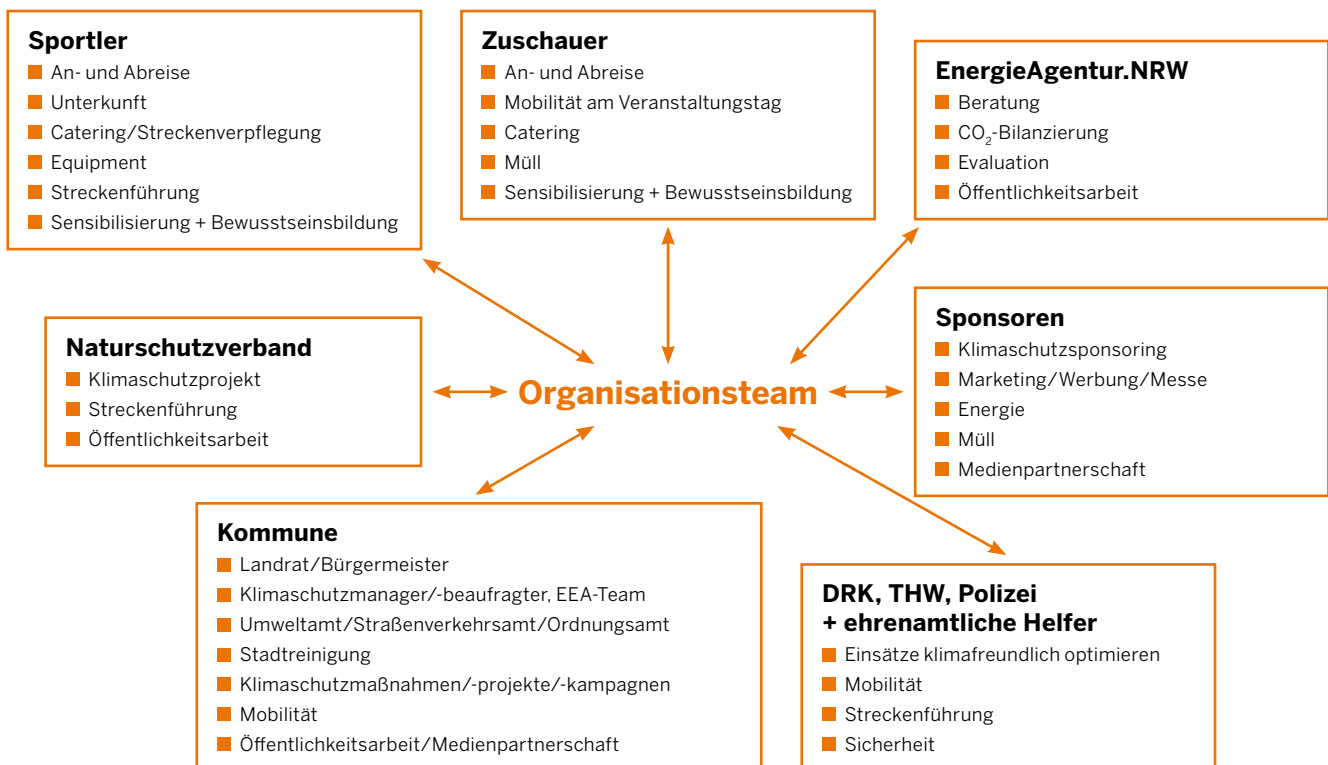 Sportler
An- und Abreise
Unterkunft
Catering/Streckenverpflegung
Equipment
Streckenführung
Sensibilisierung + Bewusstseinsbildung
Zuschauer
An- und Abreise
Mobilität am Veranstaltungstag
Catering
Müll
Sensibilisierung + Bewusstseinsbildung
EnergieAgentur.NRW
Beratung
CO₂-Bilanzierung
Evaluation
Öffentlichkeitsarbeit
Naturschutzverband
Klimaschutzprojekt
Streckenführung
Öffentlichkeitsarbeit
Organisationsteam
Sponsoren
Klimaschutzsponsoring
Marketing/Werbung/Messe
Energie
Müll
Medienpartnerschaft
Kommune
Landrat/Bürgermeister
Klimaschutzmanager/-beaufragter, EEA-Team
Umweltamt/Straßenverkehrsamt/Ordnungsamt
Stadtreinigung
Klimaschutzmaßnahmen/-projekte/-kampagnen
Mobilität
Öffentlichkeitsarbeit/Medienpartnerschaft
DRK, THW, Polizei
+ ehrenamtliche Helfer
Einsätze klimafreundlich optimieren
Mobilität
Streckenführung
Sicherheit